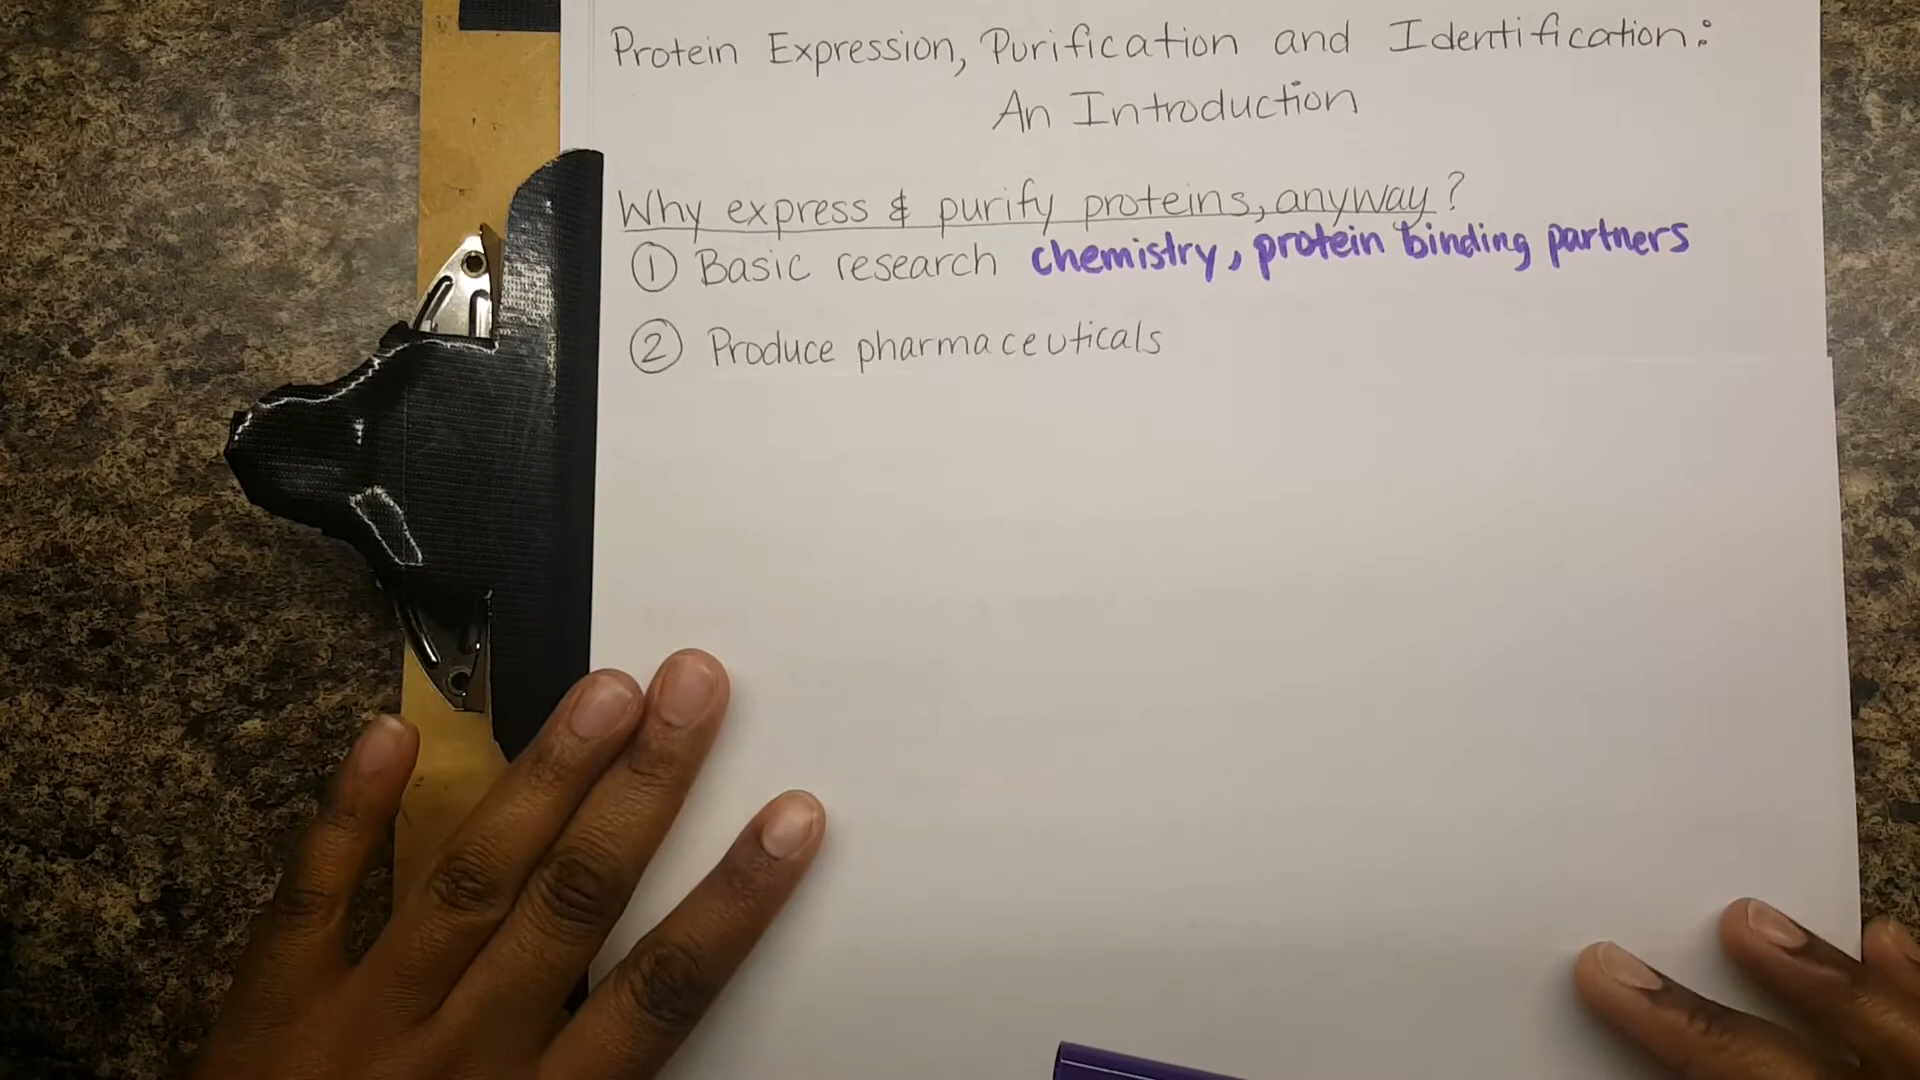 Protein Expression, Purification and Identification:
An Introduction
Why express & purify proteins, anyway?
① Basic research chemistry, protein binding partners
② Produce pharmaceuticals